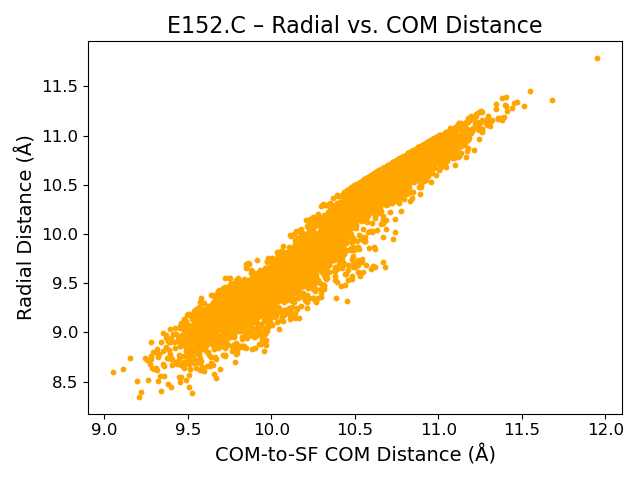 E152.C – Radial vs. COM Distance
Radial Distance (Å)
11.5
11.0
10.5
10.0
9.5
9.0
8.5
9.0 9.5 10.0 10.5 11.0 11.5 12.0
COM-to-SF COM Distance (Å)